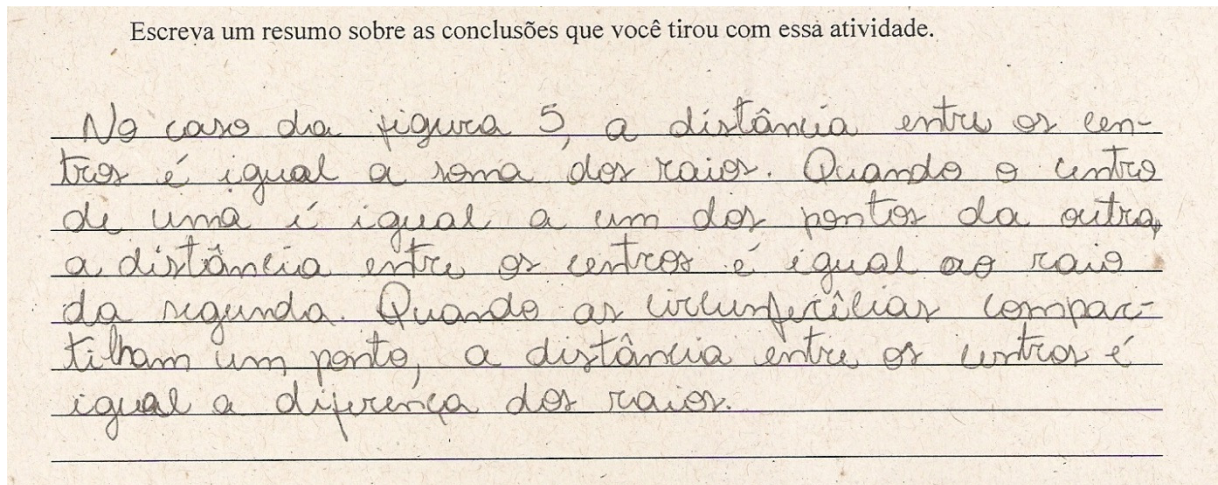 Escreva um resumo sobre as conclusões que você tirou com essa atividade.
No caso da figura 5, a distância entre os cen-
tros é igual a soma dos raios. Quando o centro
de uma é igual a um dos pontos da outra,
a distância entre os centros é igual ao raio
da segunda. Quando as circunferêcias compar-
tilham um ponto, a distância entre os centros é
igual a diferença dos raios.